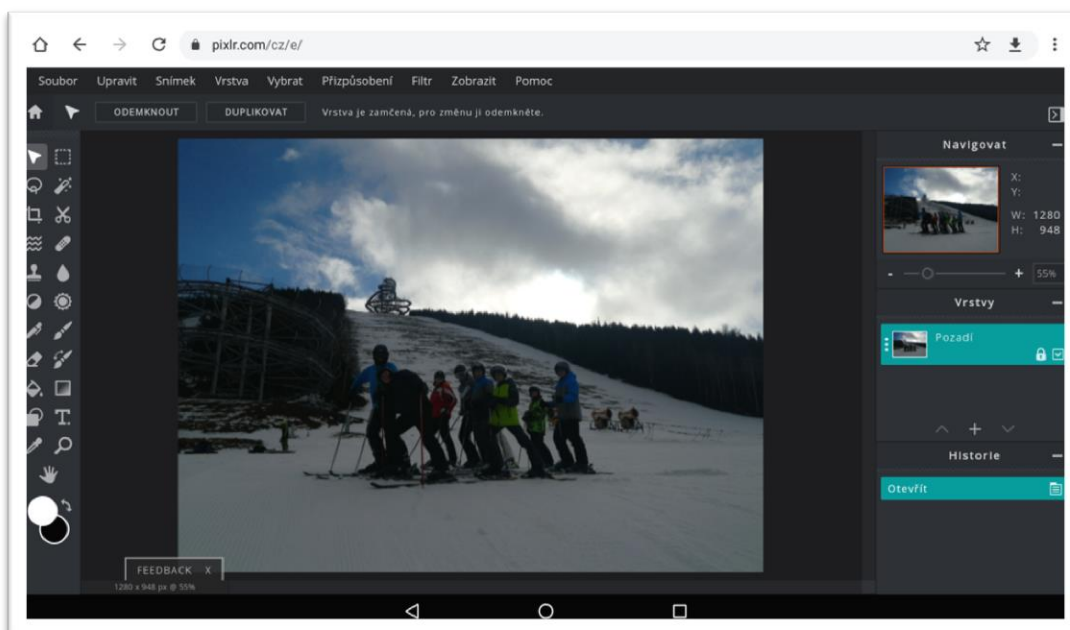 pixlr.com/cz/e/
Soubor Upravit Snímek Vrstva Vybrat Přizpůsobení Filtr Zobrazit Pomoc
ODEMKNOUT DUPLIKOVAT Vrstva je zamčená, pro změnu ji odemkněte.
Navigovat
X:
Y:
W: 1280
H: 948
- + 55%
Vrstvy
Pozadí
Historie
Otevřít
FEEDBACK X
1280 x 948 px @ 55%